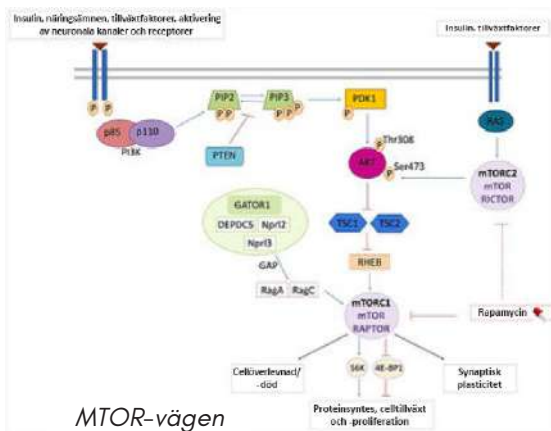 Insulin, näringsämnen, tillväxtfaktorer, aktivering
av neuronala kanaler och receptorer
Insulin, tillväxtfaktorer
P P
p85 p110
PI3K
PIP2 PIP3
P P P P P
PTEN
PDK1
P
P Thr308
AKT
P Ser473
RAS
mTORC2
mTOR
RICTOR
TSC1 TSC2
RHEB
GATOR1
DEPDC5 Nprl2
Nprl3
GAP
RagA RagC
mTORC1
mTOR
RAPTOR
Rapamycin
S6K 4E-BP1
Cellöverlevnad/
-död
Synaptisk
plasticitet
Proteinsyntes, celltillväxt
och -proliferation
MTOR-vägen